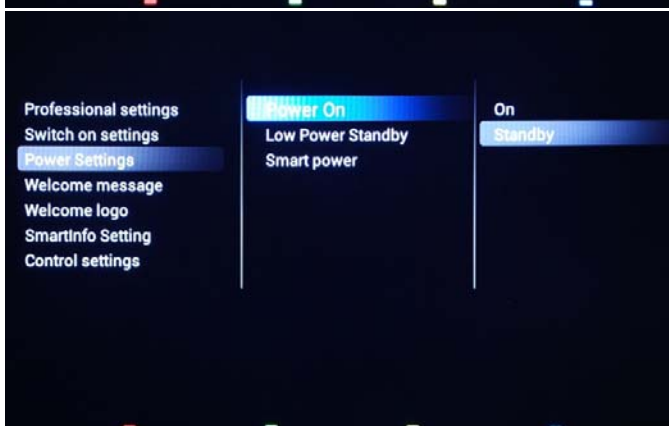 Professional settings
Switch on settings
Power Settings
Welcome message
Welcome logo
SmartInfo Setting
Control settings
Power On
Low Power Standby
Smart power
On
Standby